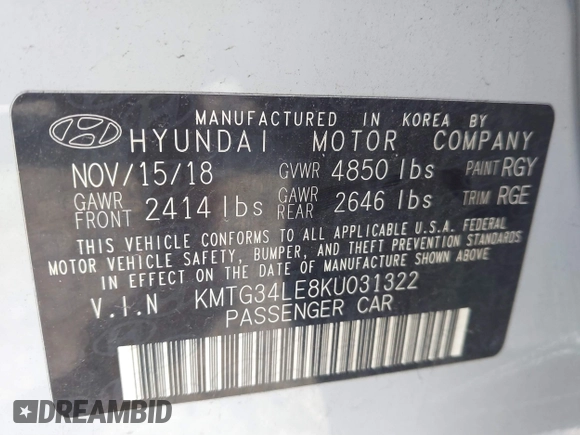 MANUFACTURED IN KOREA BY
HYUNDAI MOTOR COMPANY
NOV/15/18 GVWR 4850 lbs PAINT RGY
GAWR FRONT 2414 lbs GAWR REAR 2646 lbs TRIM RGE
THIS VEHICLE CONFORMS TO ALL APPLICABLE U.S.A. FEDERAL
MOTOR VEHICLE SAFETY, BUMPER, AND THEFT PREVENTION STANDARDS
IN EFFECT ON THE DATE OF MANUFACTURE SHOWN ABOVE.
V.I.N KMTG34LE8KU031322
PASSENGER CAR
DREAMBID